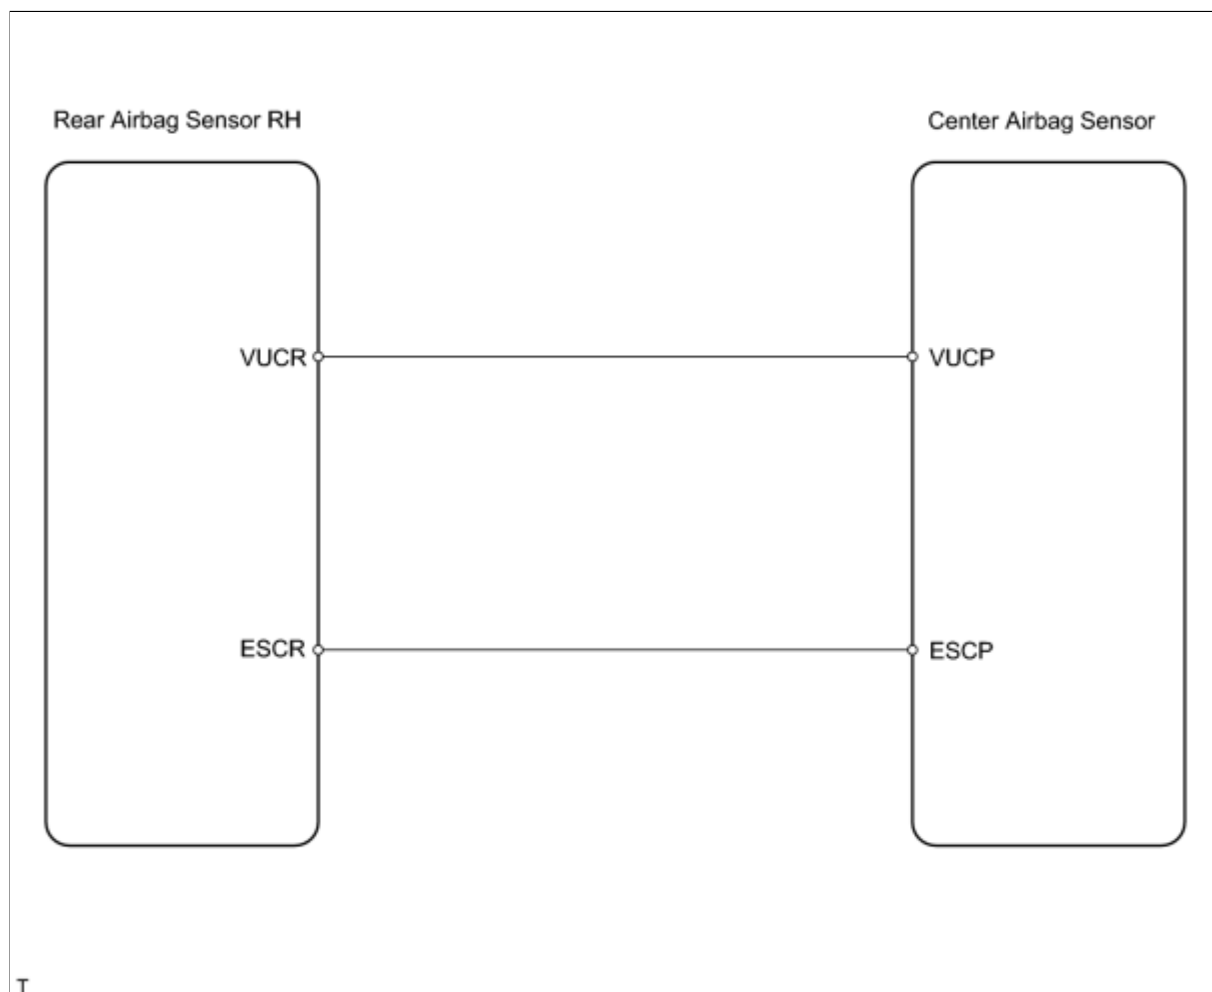 Rear Airbag Sensor RH
Center Airbag Sensor
VUCR
VUCP
ESCR
ESCP
T